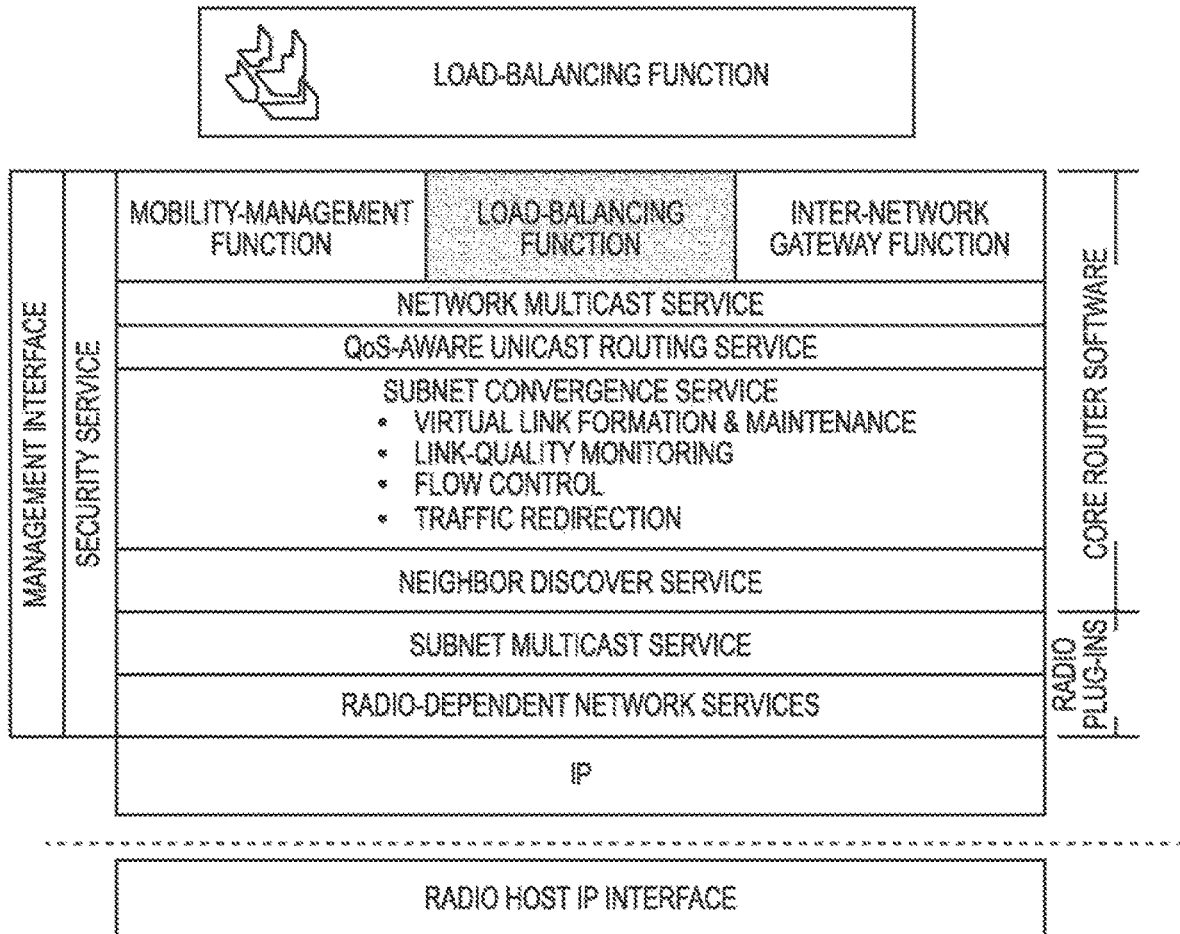 LOAD-BALANCING FUNCTION
MANAGEMENT INTERFACE
SECURITY SERVICE
MOBILITY-MANAGEMENT
FUNCTION
LOAD-BALANCING
FUNCTION
INTER-NETWORK
GATEWAY FUNCTION
NETWORK MULTICAST SERVICE
QoS-AWARE UNICAST ROUTING SERVICE
SUBNET CONVERGENCE SERVICE
• VIRTUAL LINK FORMATION & MAINTENANCE
• LINK-QUALITY MONITORING
• FLOW CONTROL
• TRAFFIC REDIRECTION
NEIGHBOR DISCOVER SERVICE
SUBNET MULTICAST SERVICE
RADIO-DEPENDENT NETWORK SERVICES
IP
CORE ROUTER SOFTWARE
RADIO
PLUG-INS
RADIO HOST IP INTERFACE